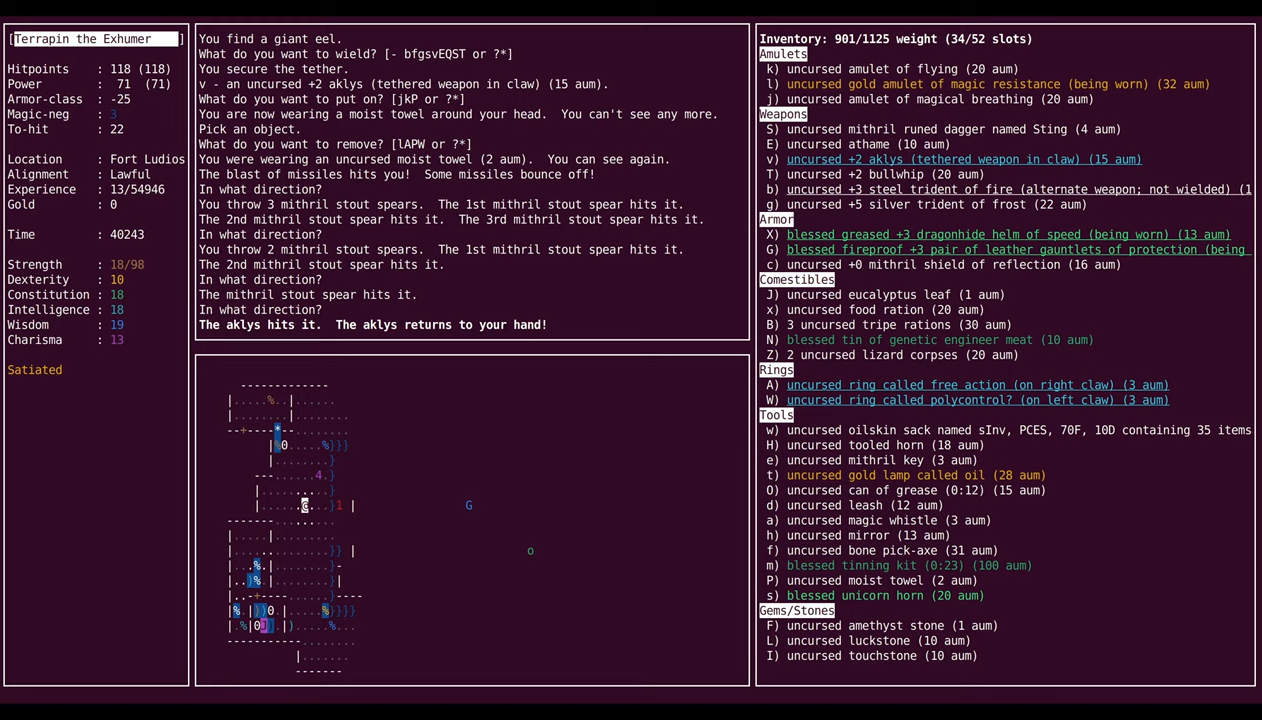 [Terrapin the Exhumer ]
Hitpoints : 118 (118)
Power : 71 (71)
Armor-class : -25
Magic-neg : 3
To-hit : 22
Location : Fort Ludios
Alignment : Lawful
Experience : 13/54946
Gold : 0
Time : 40243
Strength : 18/98
Dexterity : 10
Constitution : 18
Intelligence : 18
Wisdom : 19
Charisma : 13
Satiated
You find a giant eel.
What do you want to wield? [- bfgsvEQST or ?*]
You secure the tether.
v - an uncursed +2 aklys (tethered weapon in claw) (15 aum).
What do you want to put on? [jkP or ?*]
You are now wearing a moist towel around your head. You can't see any more.
Pick an object.
What do you want to remove? [lAPW or ?*]
You were wearing an uncursed moist towel (2 aum). You can see again.
The blast of missiles hits you! Some missiles bounce off!
In what direction?
You throw 3 mithril stout spears. The 1st mithril stout spear hits it.
The 2nd mithril stout spear hits it. The 3rd mithril stout spear hits it.
In what direction?
You throw 2 mithril stout spears. The 1st mithril stout spear hits it.
The 2nd mithril stout spear hits it.
In what direction?
The mithril stout spear hits it.
In what direction?
The aklys hits it. The aklys returns to your hand!
Inventory: 901/1125 weight (34/52 slots)
Amulets
k) uncursed amulet of flying (20 aum)
l) uncursed gold amulet of magic resistance (being worn) (32 aum)
j) uncursed amulet of magical breathing (20 aum)
Weapons
S) uncursed mithril runed dagger named Sting (4 aum)
E) uncursed athame (10 aum)
v) uncursed +2 aklys (tethered weapon in claw) (15 aum)
T) uncursed +2 bullwhip (20 aum)
b) uncursed +3 steel trident of fire (alternate weapon; not wielded) (1
g) uncursed +5 silver trident of frost (22 aum)
Armor
X) blessed greased +3 dragonhide helm of speed (being worn) (13 aum)
G) blessed fireproof +3 pair of leather gauntlets of protection (being
c) uncursed +0 mithril shield of reflection (16 aum)
Comestibles
J) uncursed eucalyptus leaf (1 aum)
x) uncursed food ration (20 aum)
B) 3 uncursed tripe rations (30 aum)
N) blessed tin of genetic engineer meat (10 aum)
Z) 2 uncursed lizard corpses (20 aum)
Rings
A) uncursed ring called free action (on right claw) (3 aum)
W) uncursed ring called polycontrol? (on left claw) (3 aum)
Tools
w) uncursed oilskin sack named sInv, PCES, 70F, 10D containing 35 items
H) uncursed tooled horn (18 aum)
e) uncursed mithril key (3 aum)
t) uncursed gold lamp called oil (28 aum)
O) uncursed can of grease (0:12) (15 aum)
d) uncursed leash (12 aum)
a) uncursed magic whistle (3 aum)
h) uncursed mirror (13 aum)
f) uncursed bone pick-axe (31 aum)
m) blessed tinning kit (0:23) (100 aum)
P) uncursed moist towel (2 aum)
s) blessed unicorn horn (20 aum)
Gems/Stones
F) uncursed amethyst stone (1 aum)
L) uncursed luckstone (10 aum)
I) uncursed touchstone (10 aum)